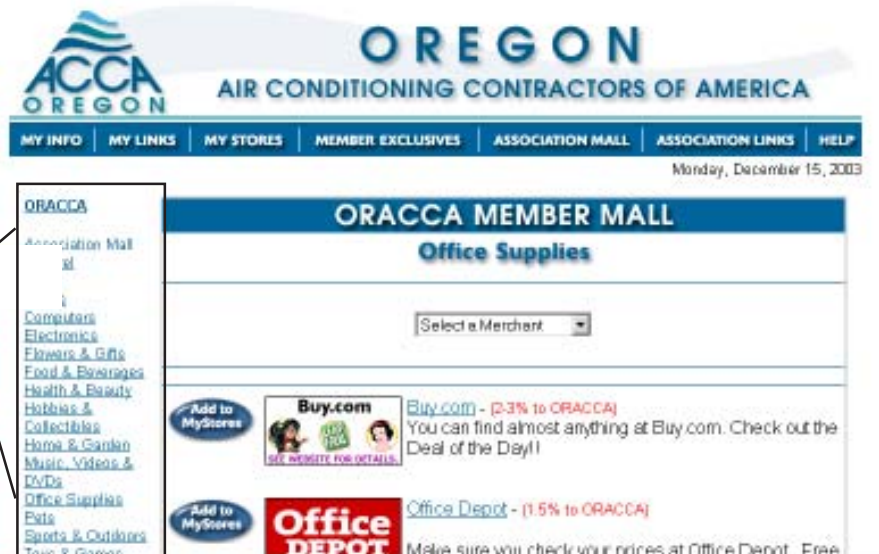 ACCA
OREGON
OREGON
AIR CONDITIONING CONTRACTORS OF AMERICA
MY INFO MY LINKS MY STORES MEMBER EXCLUSIVES ASSOCIATION MALL ASSOCIATION LINKS HELP
Monday, December 15, 2003
ORACCA
Mall
Computers
Electronics
Flowers & Gifts
Food & Beverages
Health & Beauty
Hobbies &
Collectibles
Home & Garden
Music, Videos &
DVDs
Office Supplies
Pets
Sports & Outdoors
Toys & Games
ORACCA MEMBER MALL
Office Supplies
Select a Merchant
Add to
MyStores
Buy.com
SEE WEBSITE FOR DETAILS.
Buy.com - (2-3% to ORACCA)
You can find almost anything at Buy.com. Check out the
Deal of the Day!!
Add to
MyStores
Office
DEPOT
Office Depot - (1.5% to ORACCA)
Make sure you check your prices at Office Depot. Free